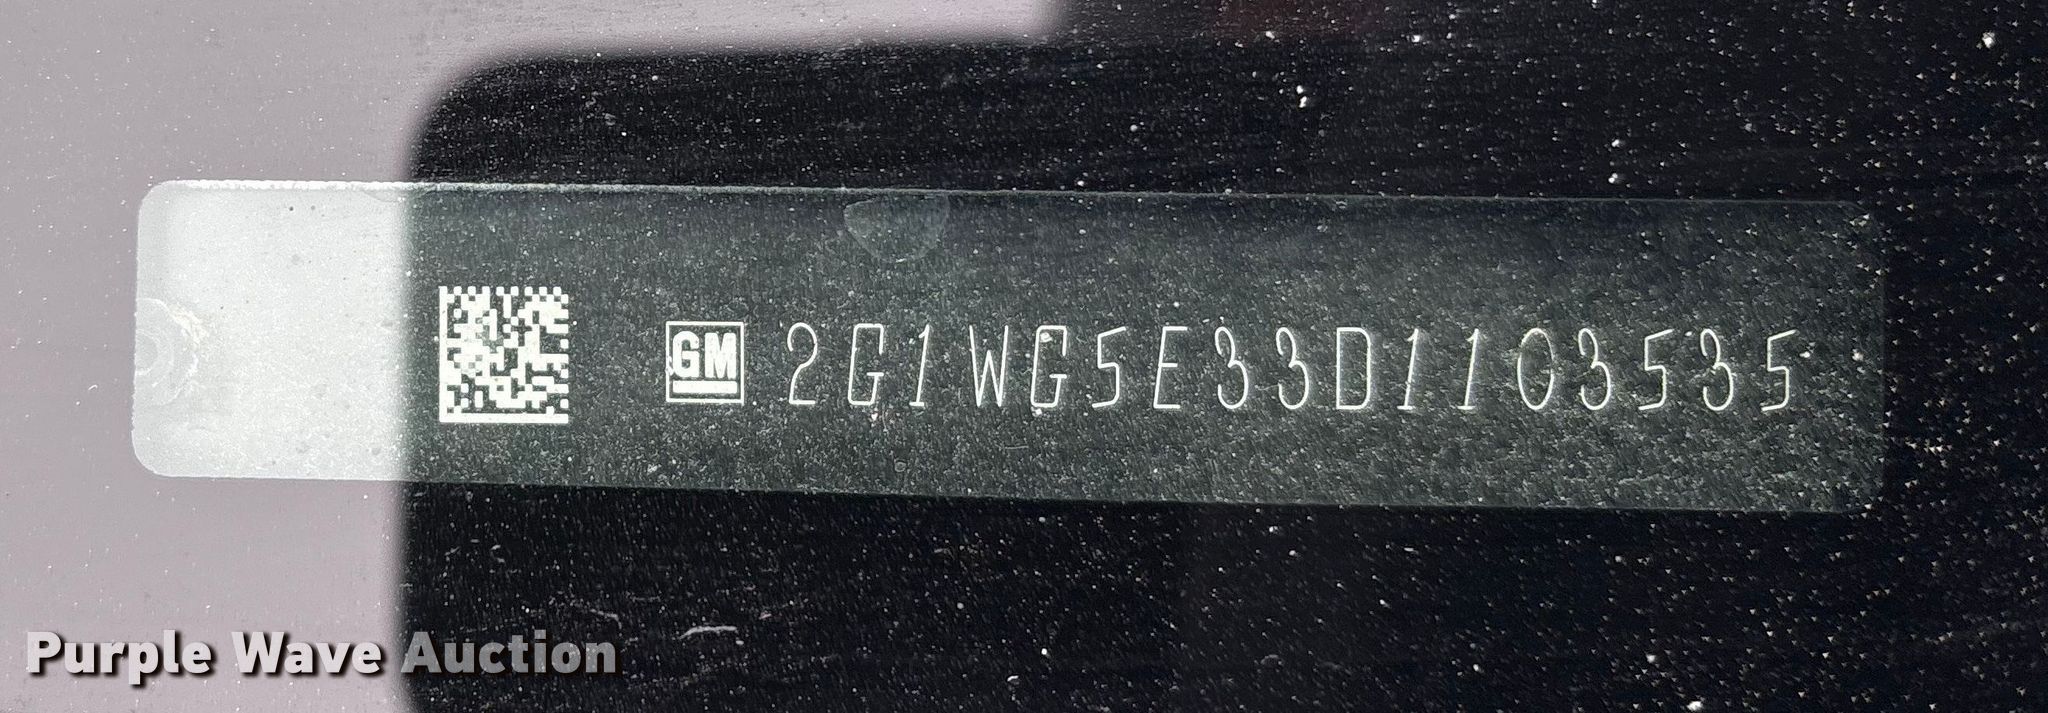 GM 2G1WG5E33D1103535
Purple Wave Auction